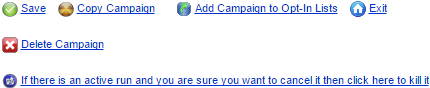 Save Copy Campaign Add Campaign to Opt-In Lists Exit
Delete Campaign
If there is an active run and you are sure you want to cancel it then click here to kill it